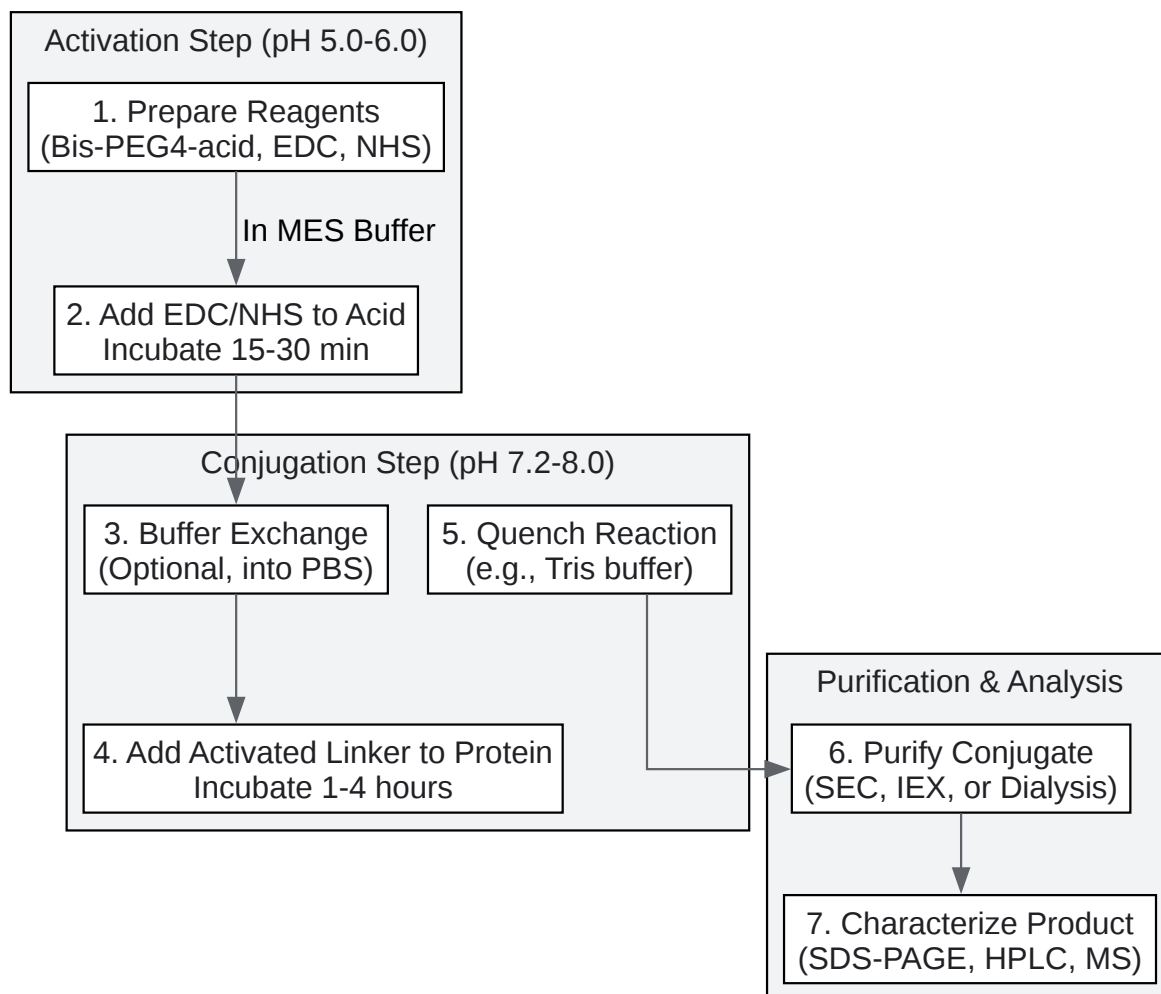 Activation Step (pH 5.0-6.0)
1. Prepare Reagents
(Bis-PEG4-acid, EDC, NHS)
In MES Buffer
2. Add EDC/NHS to Acid
Incubate 15-30 min
Conjugation Step (pH 7.2-8.0)
3. Buffer Exchange
(Optional, into PBS)
5. Quench Reaction
(e.g., Tris buffer)
4. Add Activated Linker to Protein
Incubate 1-4 hours
Purification & Analysis
6. Purify Conjugate
(SEC, IEX, or Dialysis)
7. Characterize Product
(SDS-PAGE, HPLC, MS)